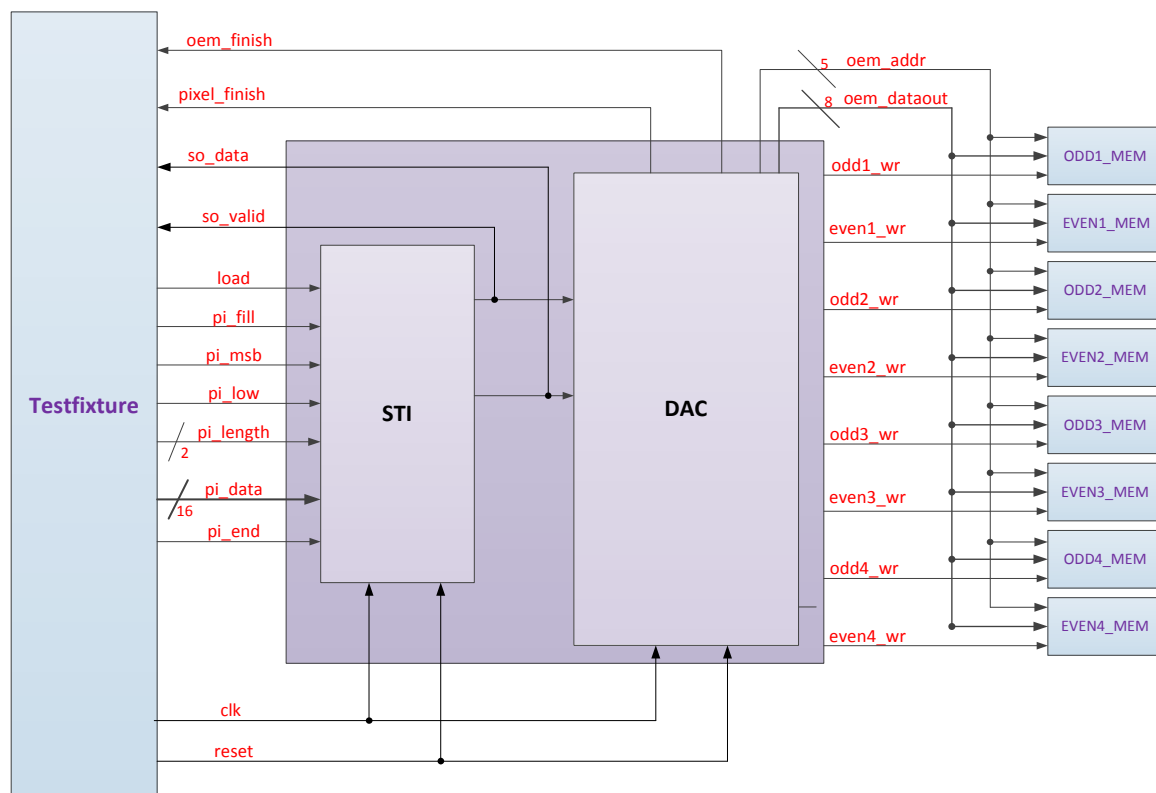 oem_finish
5
oem_addr
pixel_finish
8
oem_dataout
so_data
odd1_wr
ODD1_MEM
so_valid
even1_wr
EVEN1_MEM
load
odd2_wr
ODD2_MEM
pi_fill
pi_msb
even2_wr
EVEN2_MEM
pi_low
Testfixture
STI
DAC
pi_length
2
odd3_wr
ODD3_MEM
pi_data
16
even3_wr
EVEN3_MEM
pi_end
odd4_wr
ODD4_MEM
even4_wr
EVEN4_MEM
clk
reset